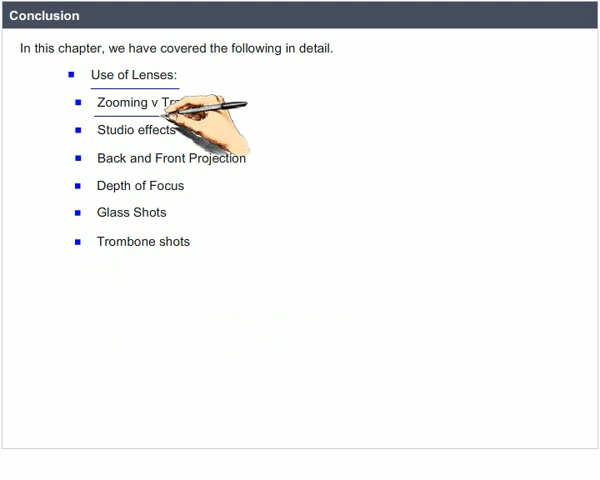 Conclusion
In this chapter, we have covered the following in detail.
Use of Lenses:
Zooming v
Studio effects
Back and Front Projection
Depth of Focus
Glass Shots
Trombone shots